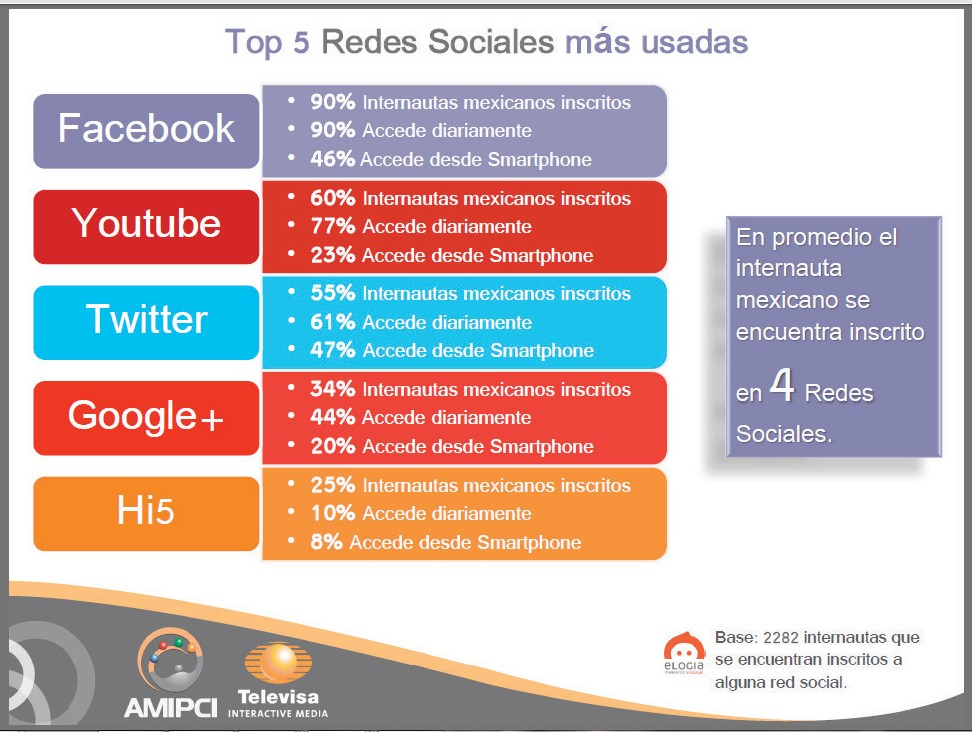 Top 5 Redes Sociales más usadas
Facebook
• 90% Internautas mexicanos inscritos
• 90% Accede diariamente
• 46% Accede desde Smartphone
Youtube
• 60% Internautas mexicanos inscritos
• 77% Accede diariamente
• 23% Accede desde Smartphone
Twitter
• 55% Internautas mexicanos inscritos
• 61% Accede diariamente
• 47% Accede desde Smartphone
Google+
• 34% Internautas mexicanos inscritos
• 44% Accede diariamente
• 20% Accede desde Smartphone
Hi5
• 25% Internautas mexicanos inscritos
• 10% Accede diariamente
• 8% Accede desde Smartphone
En promedio el
internauta
mexicano se
encuentra inscrito
en 4 Redes
Sociales.
AMIPCI
Televisa
INTERACTIVE MEDIA
eLOGIA
Base: 2282 internautas que
se encuentran inscritos a
alguna red social.